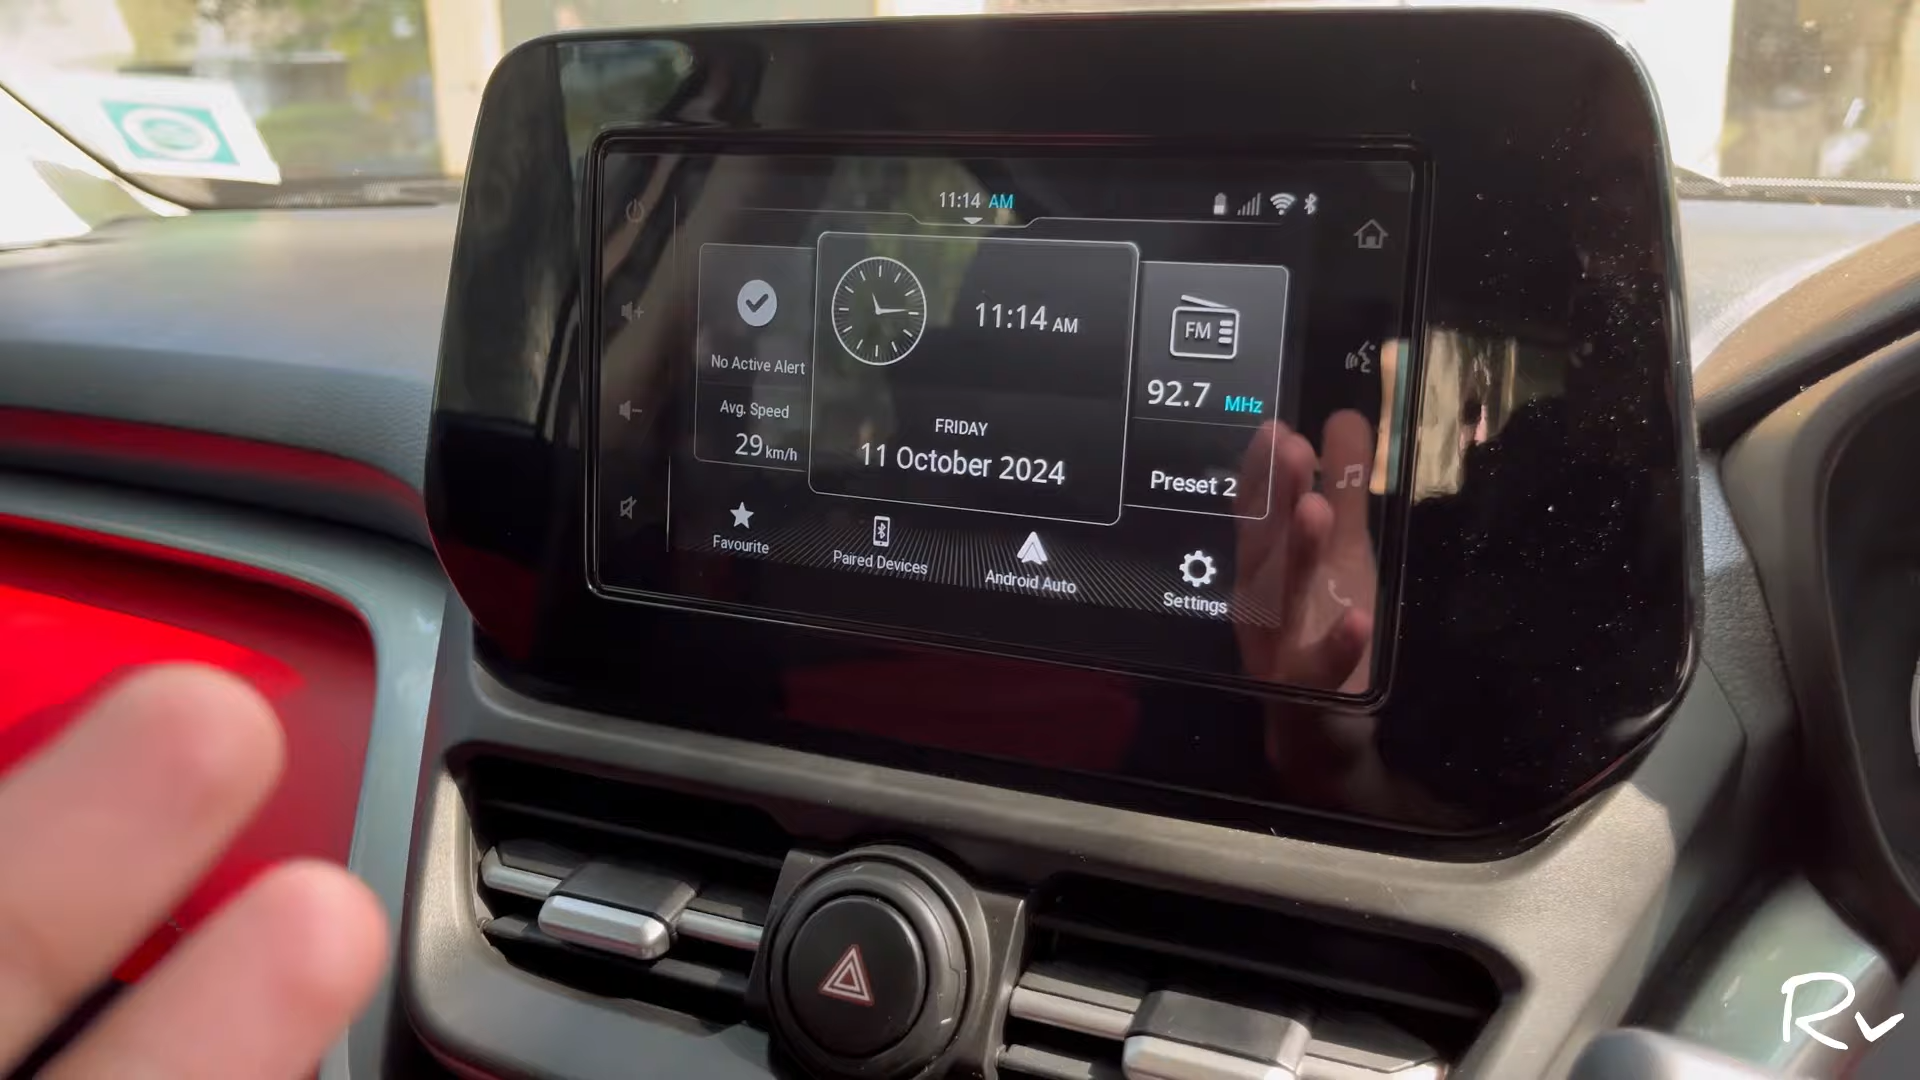 11:14 AM
No Active Alert
Avg. Speed
29 km/h
11:14 AM
FRIDAY
11 October 2024
FM
92.7 MHz
Preset 2
Favourite
Paired Devices
Android Auto
Settings
Rv